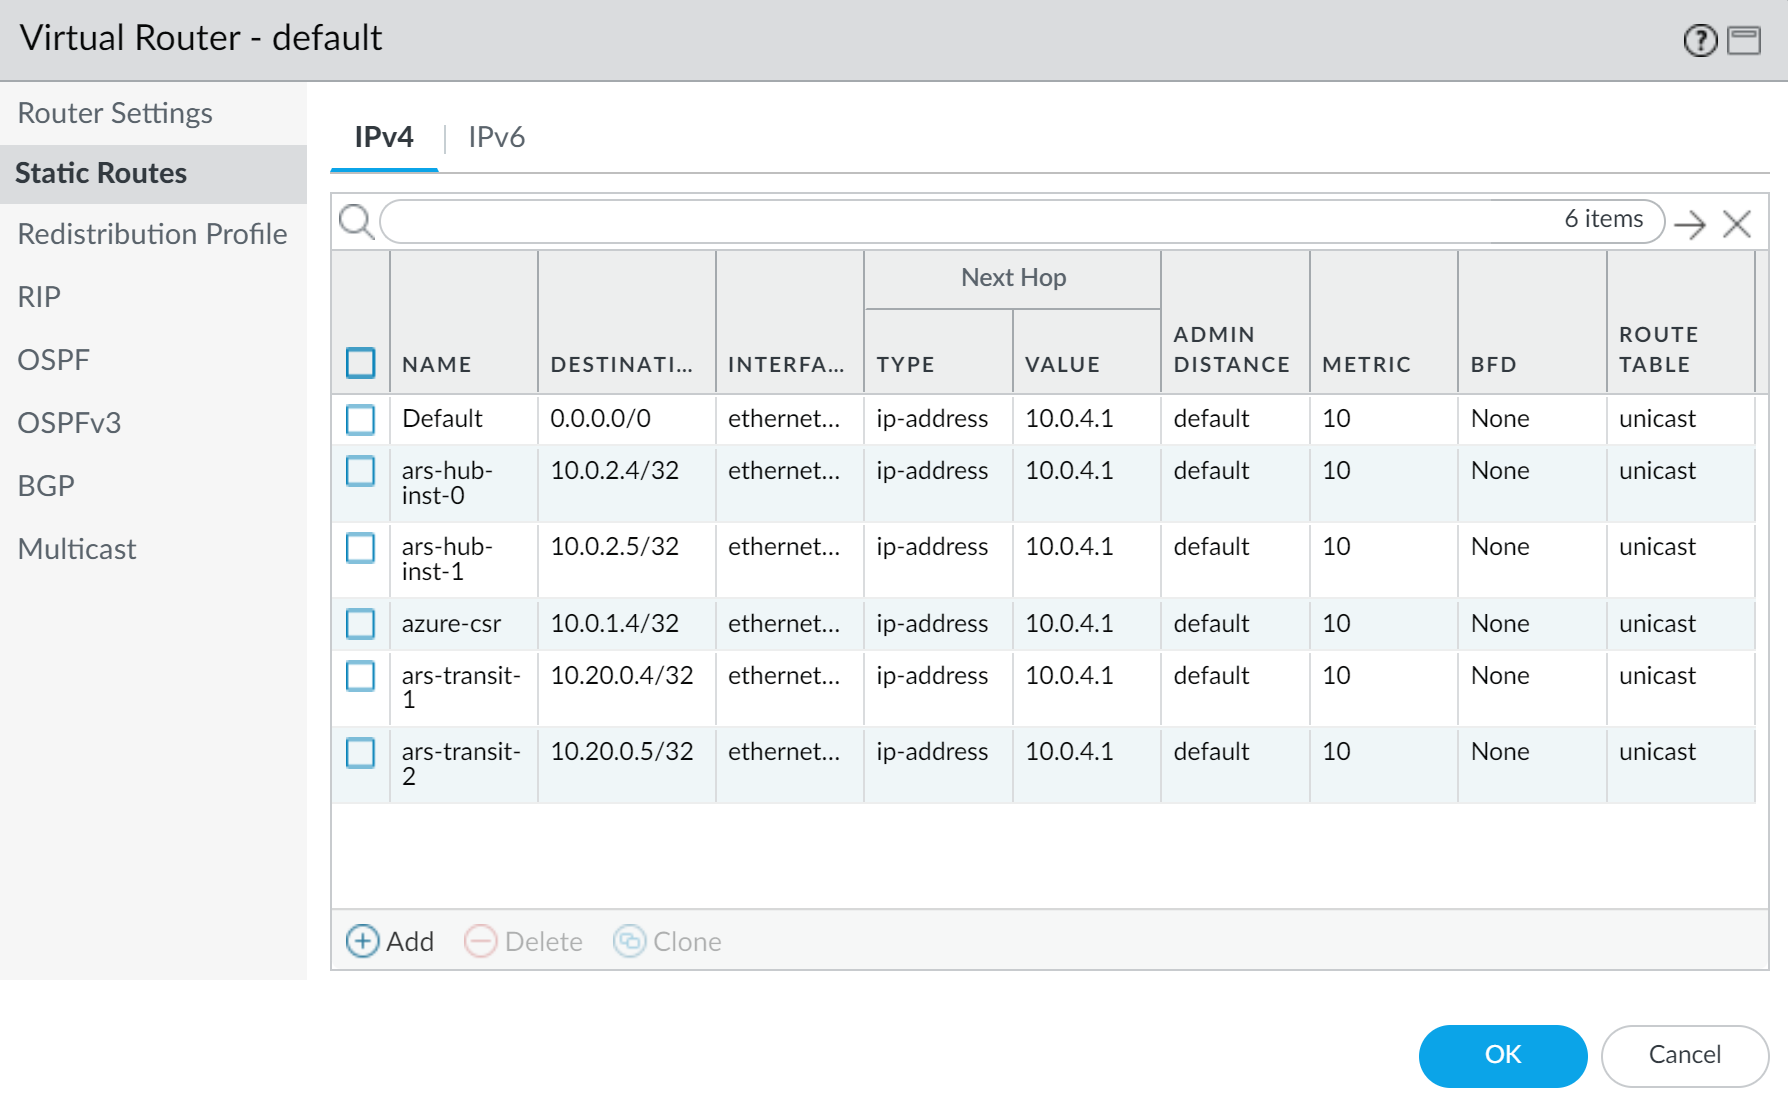 Virtual Router - default
Router Settings
Static Routes
Redistribution Profile
RIP
OSPF
OSPFv3
BGP
Multicast
IPv4 IPv6
6 items
Next Hop
NAME DESTINATI... INTERFA... TYPE VALUE ADMIN DISTANCE METRIC BFD ROUTE TABLE
Default 0.0.0.0/0 ethernet... ip-address 10.0.4.1 default 10 None unicast
ars-hub-inst-0 10.0.2.4/32 ethernet... ip-address 10.0.4.1 default 10 None unicast
ars-hub-inst-1 10.0.2.5/32 ethernet... ip-address 10.0.4.1 default 10 None unicast
azure-csr 10.0.1.4/32 ethernet... ip-address 10.0.4.1 default 10 None unicast
ars-transit-1 10.20.0.4/32 ethernet... ip-address 10.0.4.1 default 10 None unicast
ars-transit-2 10.20.0.5/32 ethernet... ip-address 10.0.4.1 default 10 None unicast
Add Delete Clone
OK Cancel